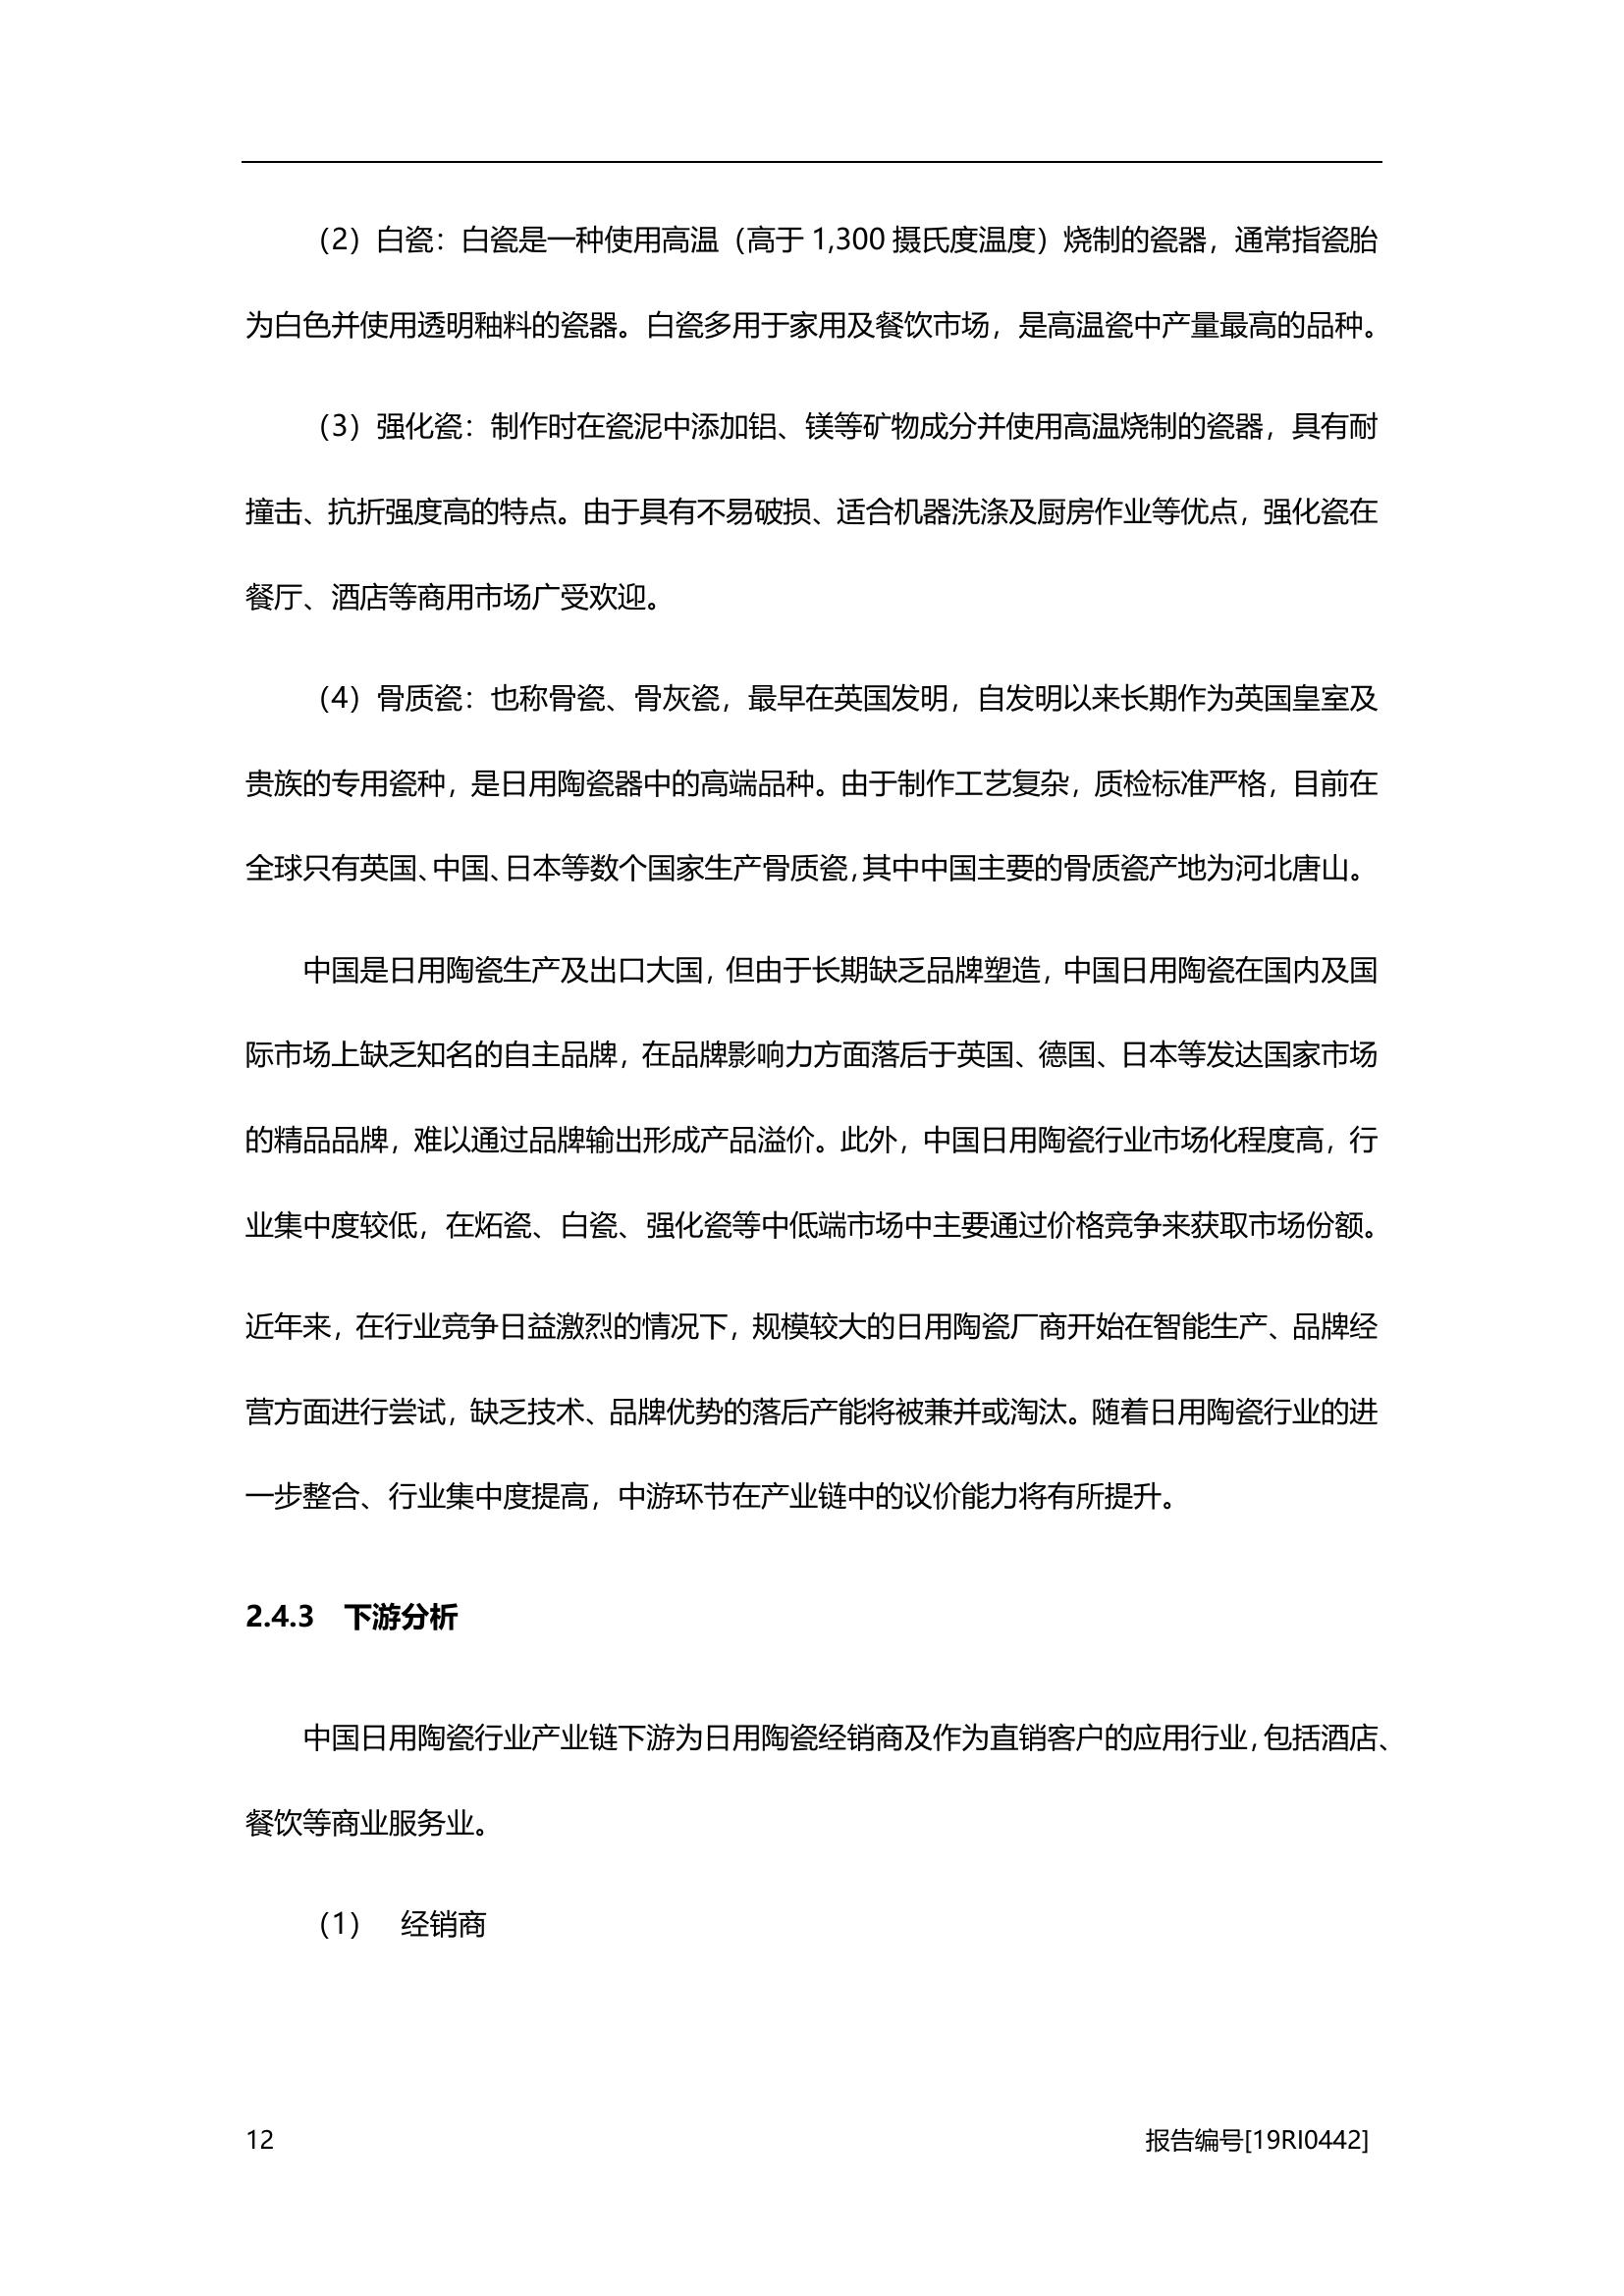 （2）白瓷：白瓷是一种使用高温（高于 1,300 摄氏度温度）烧制的瓷器，通常指瓷胎
为白色并使用透明釉料的瓷器。白瓷多用于家用及餐饮市场，是高温瓷中产量最高的品种。
（3）强化瓷：制作时在瓷泥中添加铝、镁等矿物成分并使用高温烧制的瓷器，具有耐
撞击、抗折强度高的特点。由于具有不易破损、适合机器洗涤及厨房作业等优点，强化瓷在
餐厅、酒店等商用市场广受欢迎。
（4）骨质瓷：也称骨瓷、骨灰瓷，最早在英国发明，自发明以来长期作为英国皇室及
贵族的专用瓷种，是日用陶瓷器中的高端品种。由于制作工艺复杂，质检标准严格，目前在
全球只有英国、中国、日本等数个国家生产骨质瓷，其中中国主要的骨质瓷产地为河北唐山。
中国是日用陶瓷生产及出口大国，但由于长期缺乏品牌塑造，中国日用陶瓷在国内及国
际市场上缺乏知名的自主品牌，在品牌影响力方面落后于英国、德国、日本等发达国家市场
的精品品牌，难以通过品牌输出形成产品溢价。此外，中国日用陶瓷行业市场化程度高，行
业集中度较低，在炻瓷、白瓷、强化瓷等中低端市场中主要通过价格竞争来获取市场份额。
近年来，在行业竞争日益激烈的情况下，规模较大的日用陶瓷厂商开始在智能生产、品牌经
营方面进行尝试，缺乏技术、品牌优势的落后产能将被兼并或淘汰。随着日用陶瓷行业的进
一步整合、行业集中度提高，中游环节在产业链中的议价能力将有所提升。
2.4.3 下游分析
中国日用陶瓷行业产业链下游为日用陶瓷经销商及作为直销客户的应用行业，包括酒店、
餐饮等商业服务业。
（1） 经销商
12 报告编号[19RI0442]